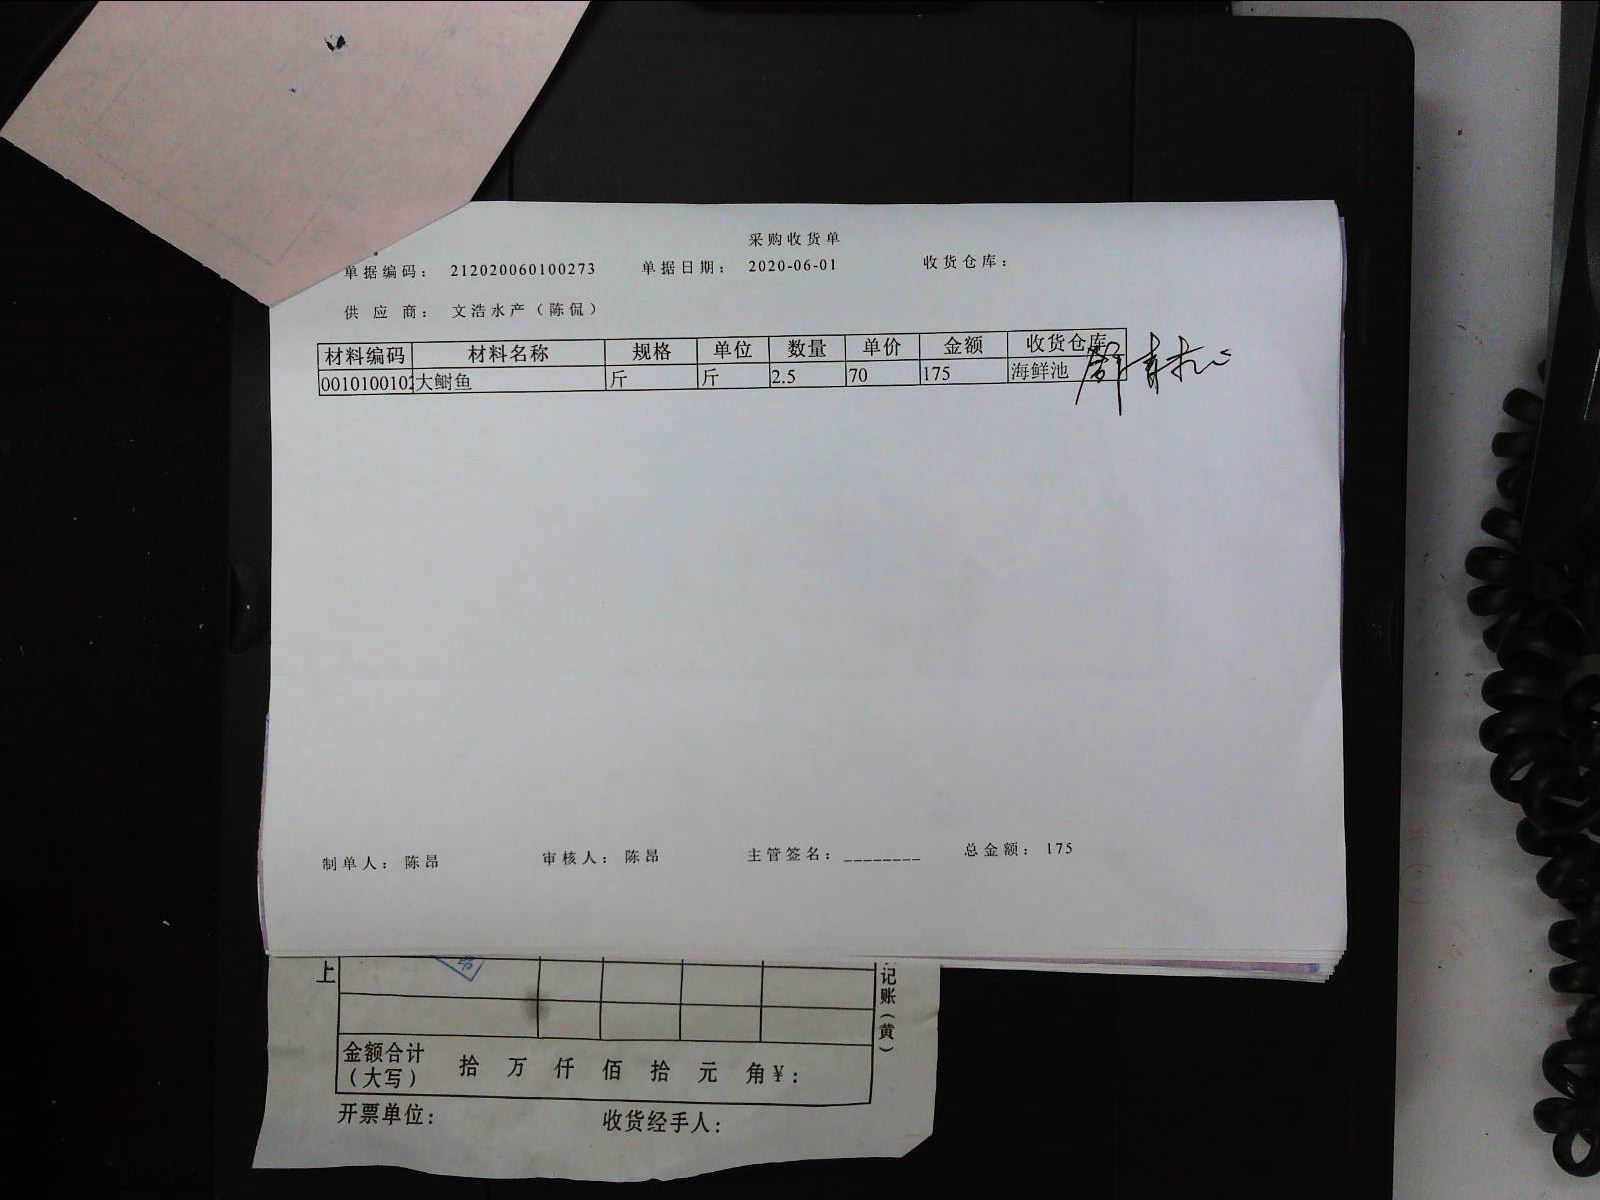 采购收货单
单据编码: 212020060100273 单据日期: 2020-06-01 收货仓库:
供应商: 文浩水产(陈侃)
材料编码 材料名称 规格 单位 数量 单价 金额 收货仓库
0010100102 大鲥鱼 斤 斤 2.5 70 175 海鲜池
制单人: 陈昂 审核人: 陈昂 主管签名: ________ 总金额: 175
上
记账(黄)
金额合计(大写) 拾 万 仟 佰 拾 元 角 ¥:
开票单位: 收货经手人: